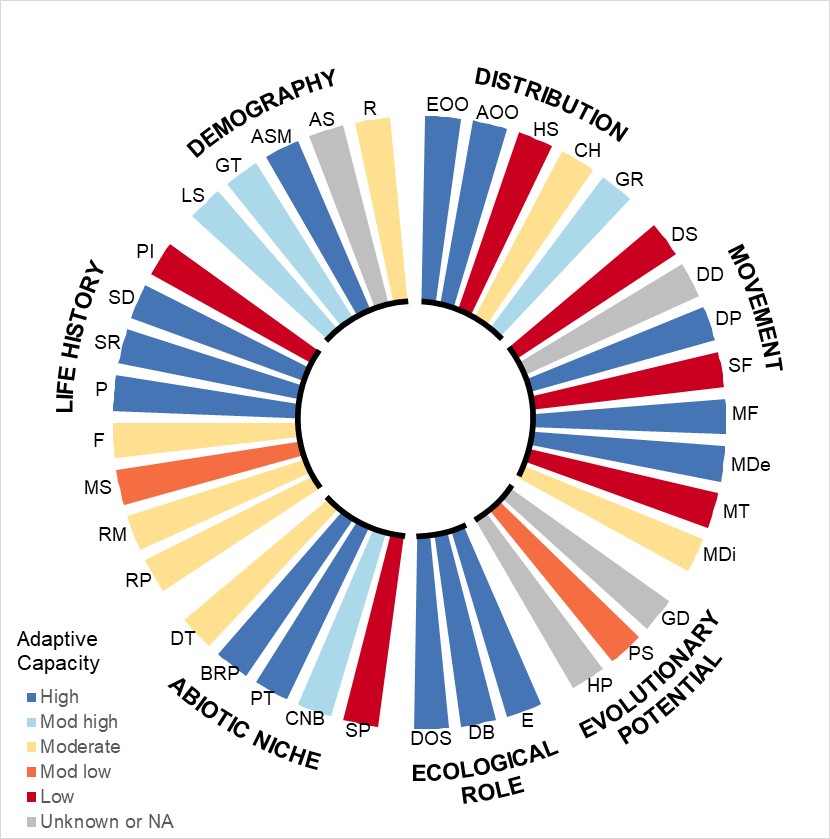 DEMOGRAPHY
DISTRIBUTION
MOVEMENT
EVOLUTIONARY
POTENTIAL
ECOLOGICAL
ROLE
ABIOTIC NICHE
LIFE HISTORY
EOO
AOO
HS
CH
GR
DS
DD
DP
SF
MF
MDe
MT
MDi
GD
PS
HP
E
DB
DOS
SP
CNB
PT
BRP
DT
RP
RM
MS
F
P
SR
SD
PI
LS
GT
ASM
AS
R
Adaptive
Capacity
High
Mod high
Moderate
Mod low
Low
Unknown or NA